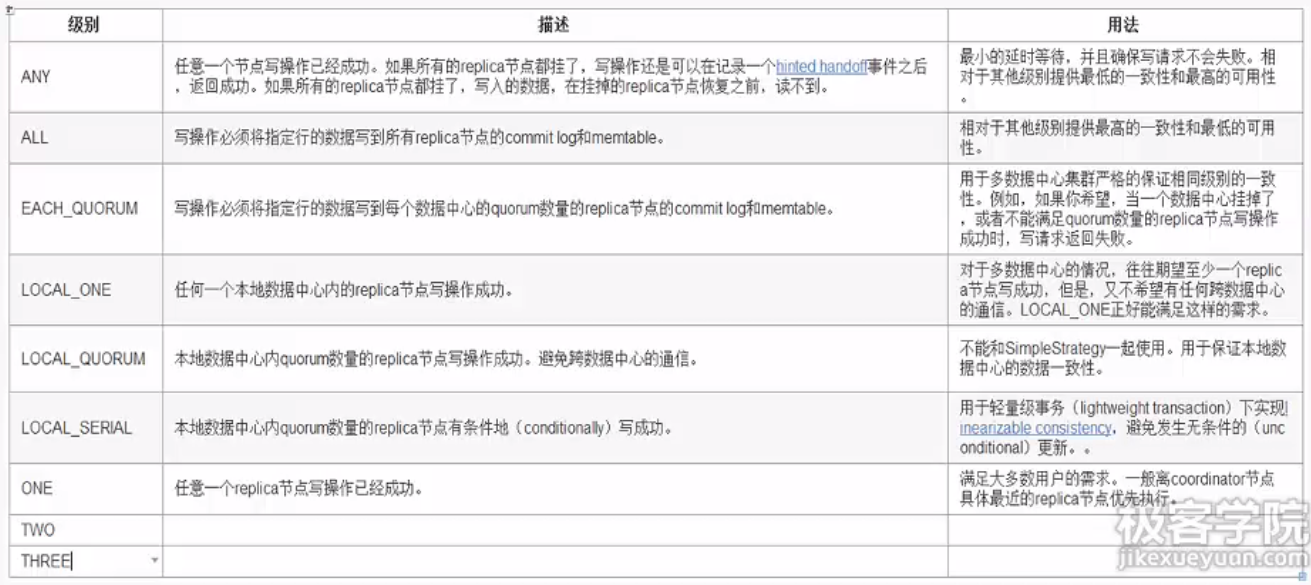 级别 描述 用法
ANY
任意一个节点写操作已经成功。如果所有的replica节点都挂了，写操作还是可以在记录一个hinted handoff事件之后
，返回成功。如果所有的replica节点都挂了，写入的数据，在挂掉的replica节点恢复之前，读不到。
最小的延时等待，并且确保写请求不会失败。相
对于其他级别提供最低的一致性和最高的可用性
。
ALL
写操作必须将指定行的数据写到所有replica节点的commit log和memtable。
相对于其他级别提供最高的一致性和最低的可用
性。
EACH_QUORUM
写操作必须将指定行的数据写到每个数据中心的quorum数量的replica节点的commit log和memtable。
用于多数据中心集群严格的保证相同级别的一致
性。例如，如果你希望，当一个数据中心挂掉了
，或者不能满足quorum数量的replica节点写操作
成功时，写请求返回失败。
LOCAL_ONE
任何一个本地数据中心内的replica节点写操作成功。
对于多数据中心的情况，往往期望至少一个replic
a节点写成功，但是，又不希望有任何跨数据中心
的通信。LOCAL_ONE正好能满足这样的需求。
LOCAL_QUORUM
本地数据中心内quorum数量的replica节点写操作成功。避免跨数据中心的通信。
不能和SimpleStrategy一起使用。用于保证本地数
据中心的数据一致性。
LOCAL_SERIAL
本地数据中心内quorum数量的replica节点有条件地（conditionally）写成功。
用于轻量级事务（lightweight transaction）下实现l
inearizable consistency，避免发生无条件的（unc
onditional）更新。。
ONE
任意一个replica节点写操作已经成功。
满足大多数用户的需求。一般离coordinator节点
具体最近的replica节点优先执行。
TWO
THREE
极客学院
jikexueyuan.com